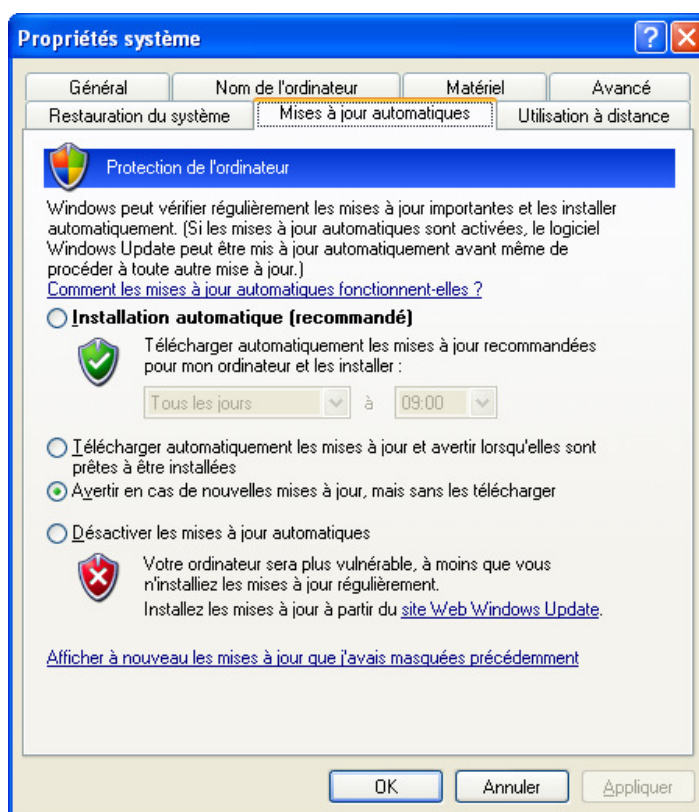 Propriétés système
Général
Nom de l'ordinateur
Matériel
Avancé
Restauration du système
Mises à jour automatiques
Utilisation à distance
Protection de l'ordinateur
Windows peut vérifier régulièrement les mises à jour importantes et les installer
automatiquement. (Si les mises à jour automatiques sont activées, le logiciel
Windows Update peut être mis à jour automatiquement avant même de
procéder à toute autre mise à jour.)
Comment les mises à jour automatiques fonctionnent-elles ?
Installation automatique (recommandé)
Télécharger automatiquement les mises à jour recommandées
pour mon ordinateur et les installer :
Tous les jours à 09:00
Télécharger automatiquement les mises à jour et avertir lorsqu'elles sont
prêtes à être installées
Avertir en cas de nouvelles mises à jour, mais sans les télécharger
Désactiver les mises à jour automatiques
Votre ordinateur sera plus vulnérable, à moins que vous
n'installiez les mises à jour régulièrement.
Installez les mises à jour à partir du site Web Windows Update.
Afficher à nouveau les mises à jour que j'avais masquées précédemment
OK
Annuler
Appliquer